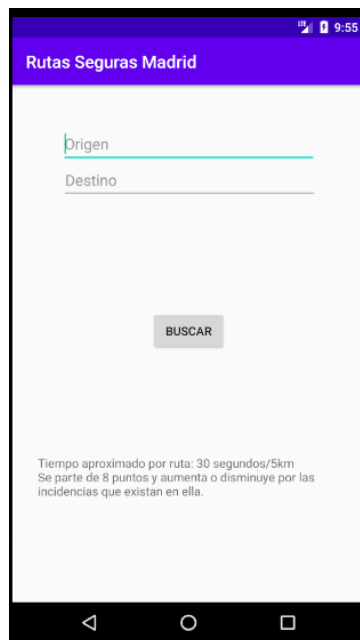 LTE 9:55
Rutas Seguras Madrid
Origen
Destino
BUSCAR
Tiempo aproximado por ruta: 30 segundos/5km
Se parte de 8 puntos y aumenta o disminuye por las
incidencias que existan en ella.